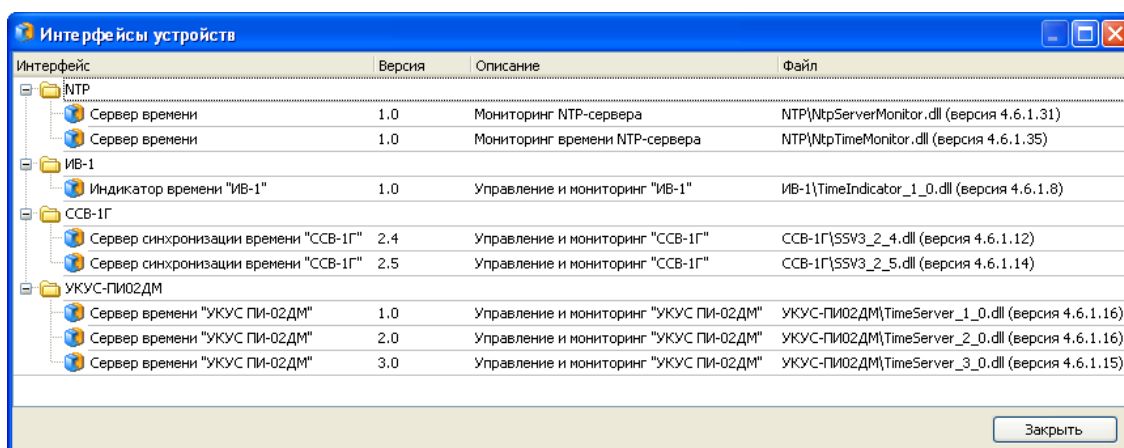 Интерфейсы устройств
Интерфейс Версия Описание Файл
NTP
Сервер времени 1.0 Мониторинг NTP-сервера NTP\NtpServerMonitor.dll (версия 4.6.1.31)
Сервер времени 1.0 Мониторинг времени NTP-сервера NTP\NtpTimeMonitor.dll (версия 4.6.1.35)
ИВ-1
Индикатор времени "ИВ-1" 1.0 Управление и мониторинг "ИВ-1" ИВ-1\TimeIndicator_1_0.dll (версия 4.6.1.8)
ССВ-1Г
Сервер синхронизации времени "ССВ-1Г" 2.4 Управление и мониторинг "ССВ-1Г" ССВ-1Г\SSV3_2_4.dll (версия 4.6.1.12)
Сервер синхронизации времени "ССВ-1Г" 2.5 Управление и мониторинг "ССВ-1Г" ССВ-1Г\SSV3_2_5.dll (версия 4.6.1.14)
УКУС-ПИ02ДМ
Сервер времени "УКУС ПИ-02ДМ" 1.0 Управление и мониторинг "УКУС ПИ-02ДМ" УКУС-ПИ02ДМ\TimeServer_1_0.dll (версия 4.6.1.16)
Сервер времени "УКУС ПИ-02ДМ" 2.0 Управление и мониторинг "УКУС ПИ-02ДМ" УКУС-ПИ02ДМ\TimeServer_2_0.dll (версия 4.6.1.16)
Сервер времени "УКУС ПИ-02ДМ" 3.0 Управление и мониторинг "УКУС ПИ-02ДМ" УКУС-ПИ02ДМ\TimeServer_3_0.dll (версия 4.6.1.15)
Закрыть